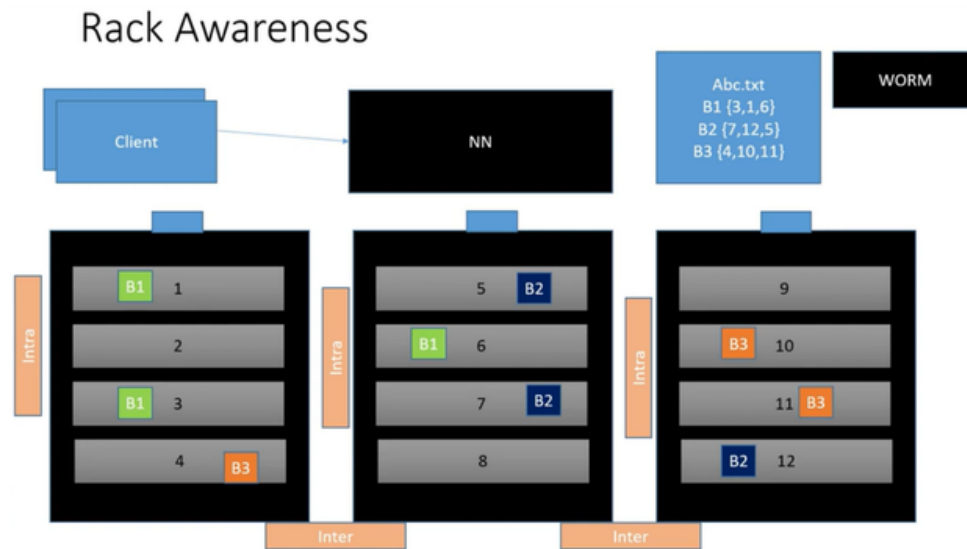 Rack Awareness
Client
NN
Abc.txt
B1 {3,1,6}
B2 {7,12,5}
B3 {4,10,11}
WORM
Intra
B1 1
2
B1 3
4 B3
Intra
5 B2
B1 6
7 B2
8
Intra
9
B3 10
11 B3
B2 12
Inter
Inter